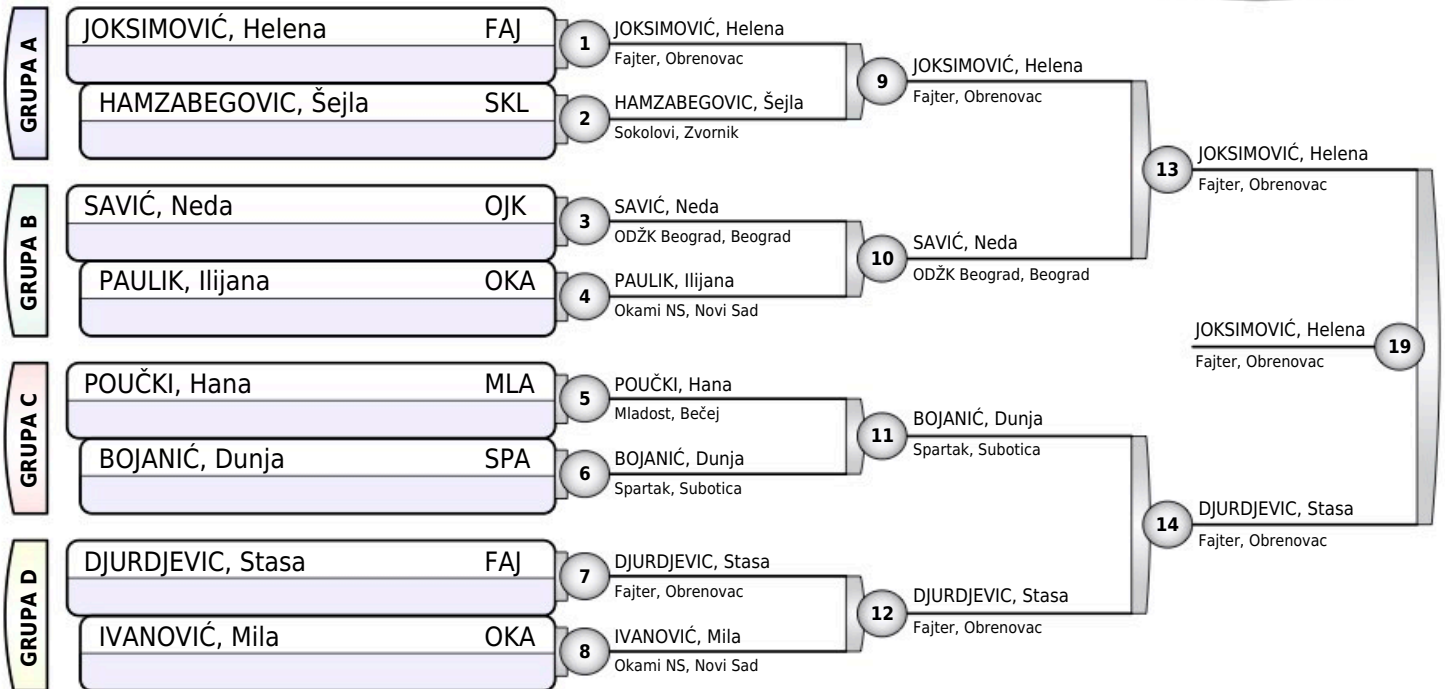 GRUPA A
JOKSIMOVIĆ, Helena FAJ
HAMZABEGOVIC, Šejla SKL
1
JOKSIMOVIĆ, Helena
Fajter, Obrenovac
2
HAMZABEGOVIC, Šejla
Sokolovi, Zvornik
9
JOKSIMOVIĆ, Helena
Fajter, Obrenovac
GRUPA B
SAVIĆ, Neda OJK
PAULIK, Ilijana OKA
3
SAVIĆ, Neda
ODŽK Beograd, Beograd
4
PAULIK, Ilijana
Okami NS, Novi Sad
10
SAVIĆ, Neda
ODŽK Beograd, Beograd
13
JOKSIMOVIĆ, Helena
Fajter, Obrenovac
GRUPA C
POUČKI, Hana MLA
BOJANIĆ, Dunja SPA
5
POUČKI, Hana
Mladost, Bečej
6
BOJANIĆ, Dunja
Spartak, Subotica
11
BOJANIĆ, Dunja
Spartak, Subotica
GRUPA D
DJURDJEVIC, Stasa FAJ
IVANOVIĆ, Mila OKA
7
DJURDJEVIC, Stasa
Fajter, Obrenovac
8
IVANOVIĆ, Mila
Okami NS, Novi Sad
12
DJURDJEVIC, Stasa
Fajter, Obrenovac
14
DJURDJEVIC, Stasa
Fajter, Obrenovac
JOKSIMOVIĆ, Helena
Fajter, Obrenovac
19